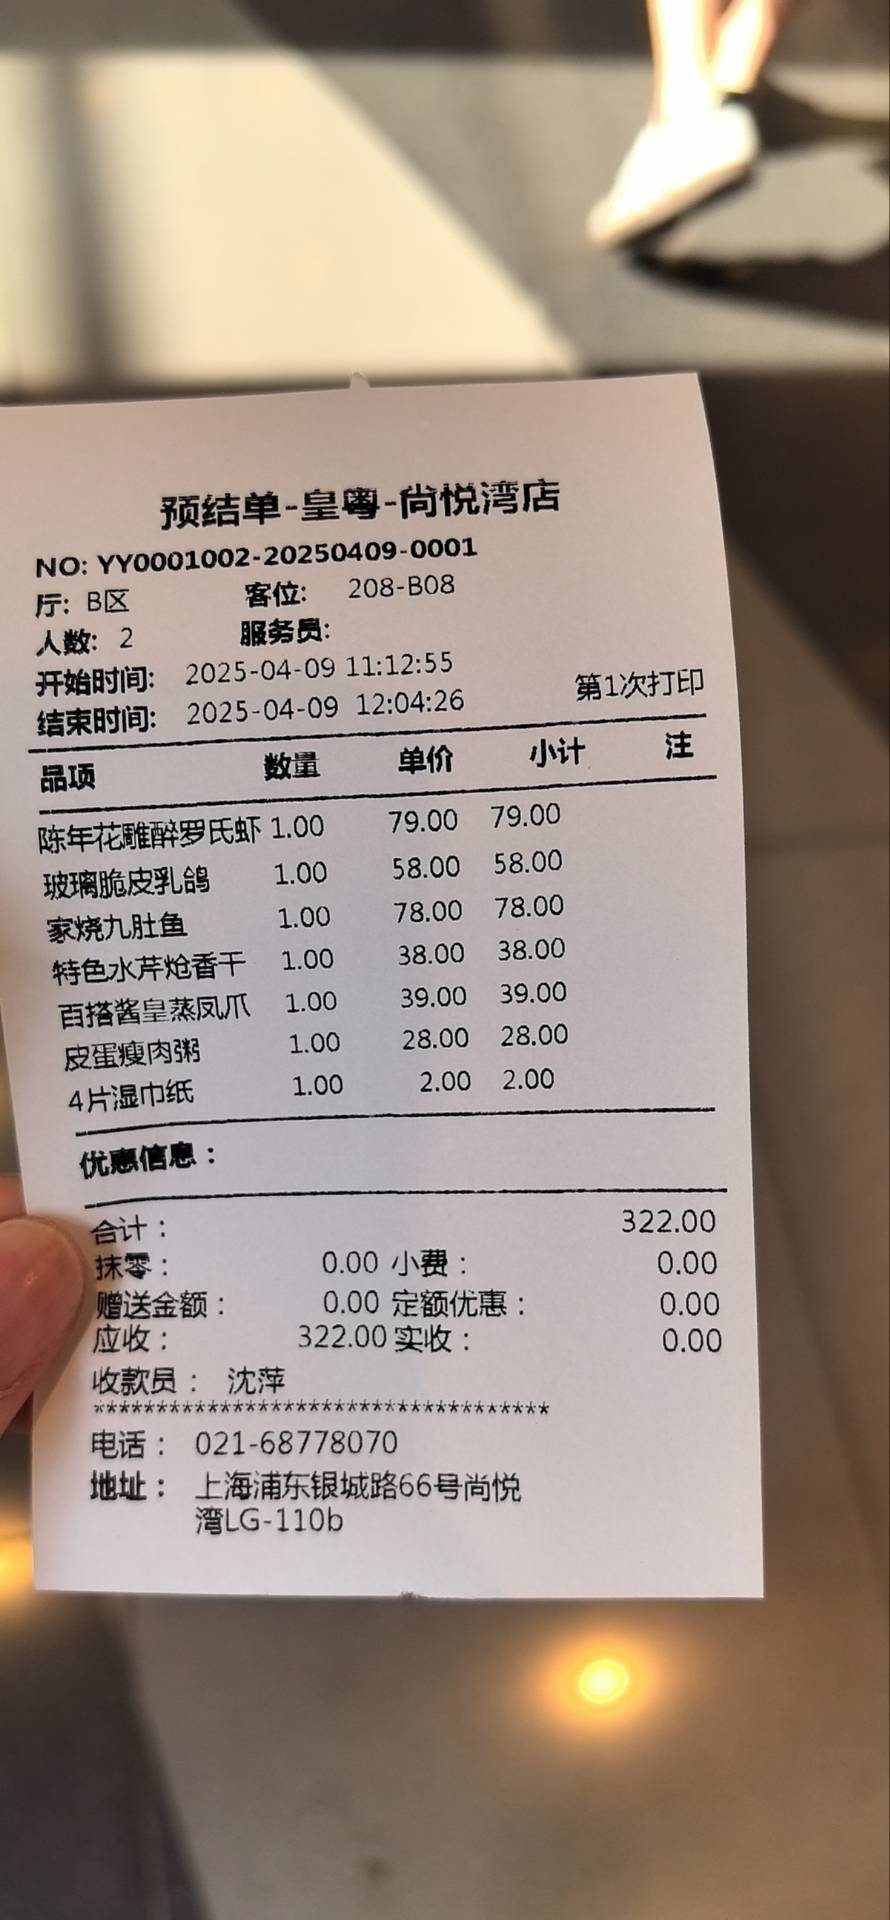 预结单-皇粤-尚悦湾店
NO: YY0001002-20250409-0001
厅: B区 客位: 208-B08
人数: 2 服务员:
开始时间: 2025-04-09 11:12:55
结束时间: 2025-04-09 12:04:26 第1次打印
品项 数量 单价 小计 注
陈年花雕醉罗氏虾 1.00 79.00 79.00
玻璃脆皮乳鸽 1.00 58.00 58.00
家烧九肚鱼 1.00 78.00 78.00
特色水芹炝香干 1.00 38.00 38.00
百搭酱皇蒸凤爪 1.00 39.00 39.00
皮蛋瘦肉粥 1.00 28.00 28.00
4片湿巾纸 1.00 2.00 2.00
优惠信息：
合计： 322.00
抹零： 0.00 小费： 0.00
赠送金额： 0.00 定额优惠： 0.00
应收： 322.00 实收： 0.00
收款员： 沈萍
************************************
电话： 021-68778070
地址： 上海浦东银城路66号尚悦
湾LG-110b